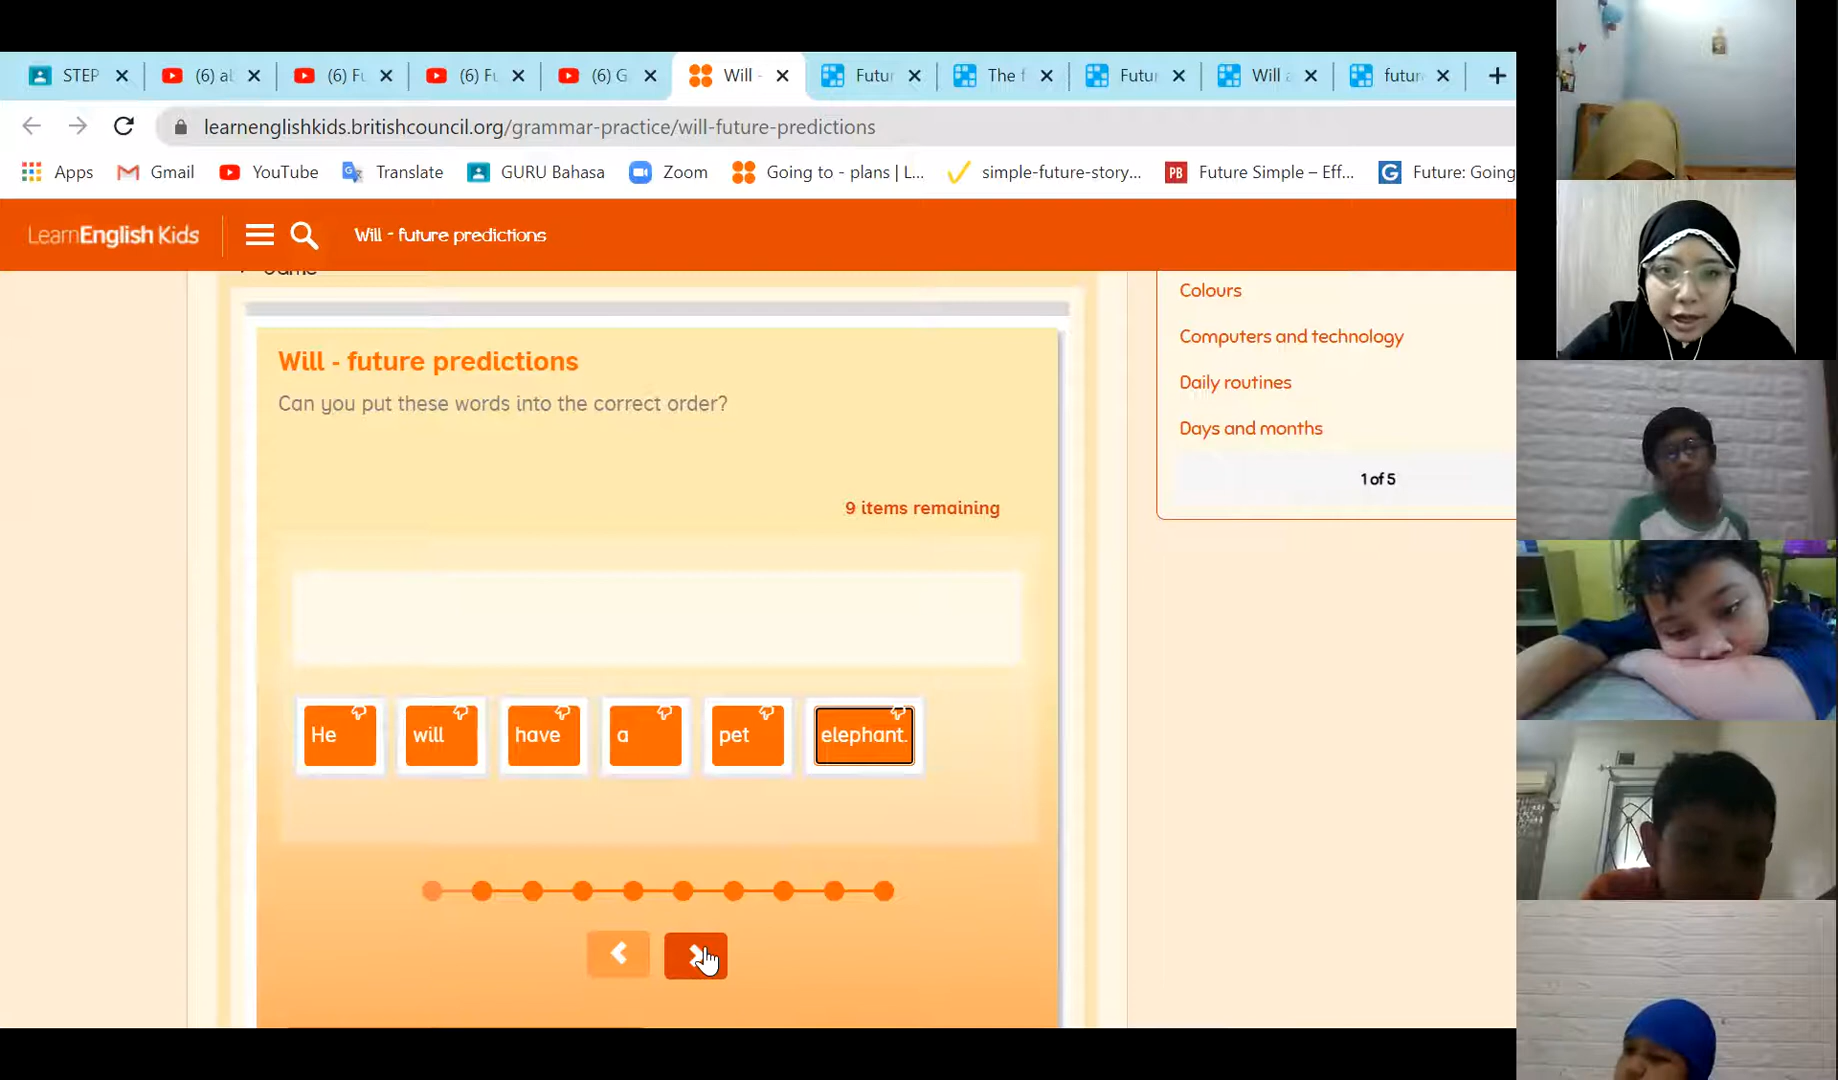 STEP (6) al (6) Fu (6) Fu (6) G Will - Futur The f Futur Will a future
learnenglishkids.britishcouncil.org/grammar-practice/will-future-predictions
Apps Gmail YouTube Translate GURU Bahasa Zoom Going to - plans | L... simple-future-story... Future Simple – Eff... Future: Going
LearnEnglish Kids Will - future predictions
Game
Colours
Computers and technology
Daily routines
Days and months
1 of 5
Will - future predictions
Can you put these words into the correct order?
9 items remaining
He will have a pet elephant.